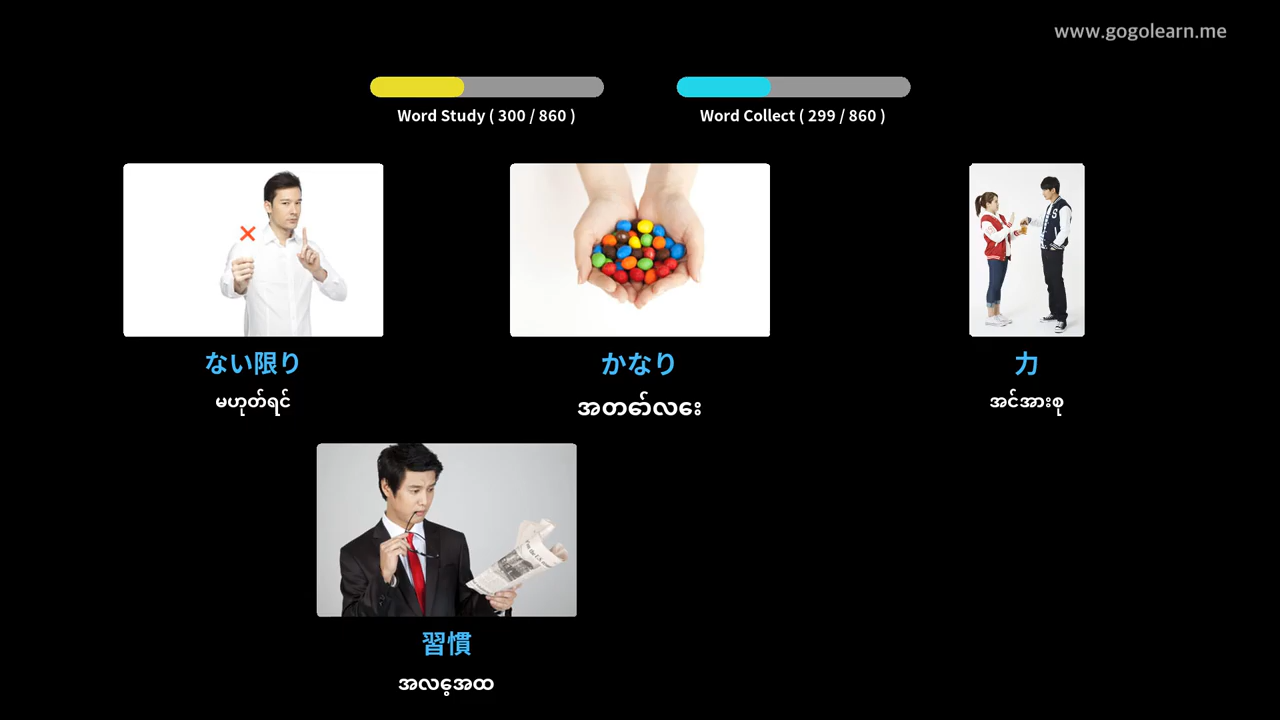 www.gogolearn.me
Word Study ( 300 / 860 )
Word Collect ( 299 / 860 )
ない限り
မဟုတ်ရင်
かなり
အတော်လေး
力
အင်အားစု
習慣
အလေ့အထ